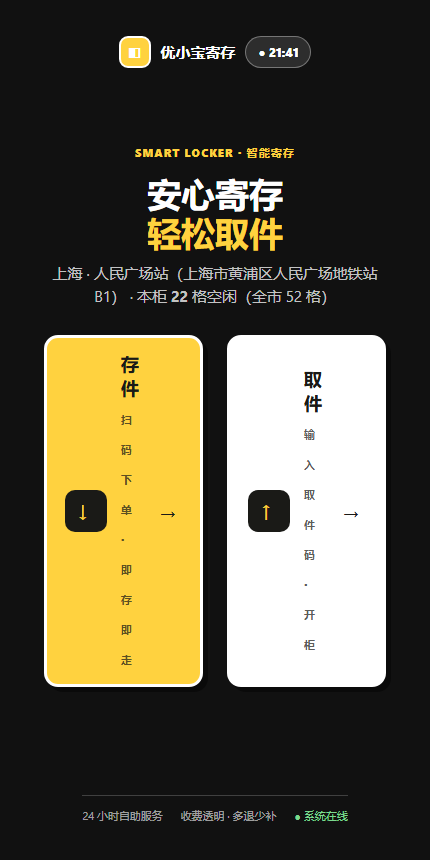 优小宝寄存
● 21:41
SMART LOCKER · 智能寄存
安心寄存
轻松取件
上海 · 人民广场站（上海市黄浦区人民广场地铁站
B1） · 本柜 22 格空闲（全市 52 格）
存
件
扫
码
下
单
·
即
存
即
走
↓
→
取
件
输
入
取
件
码
·
开
柜
↑
→
24 小时自助服务
收费透明 · 多退少补
● 系统在线